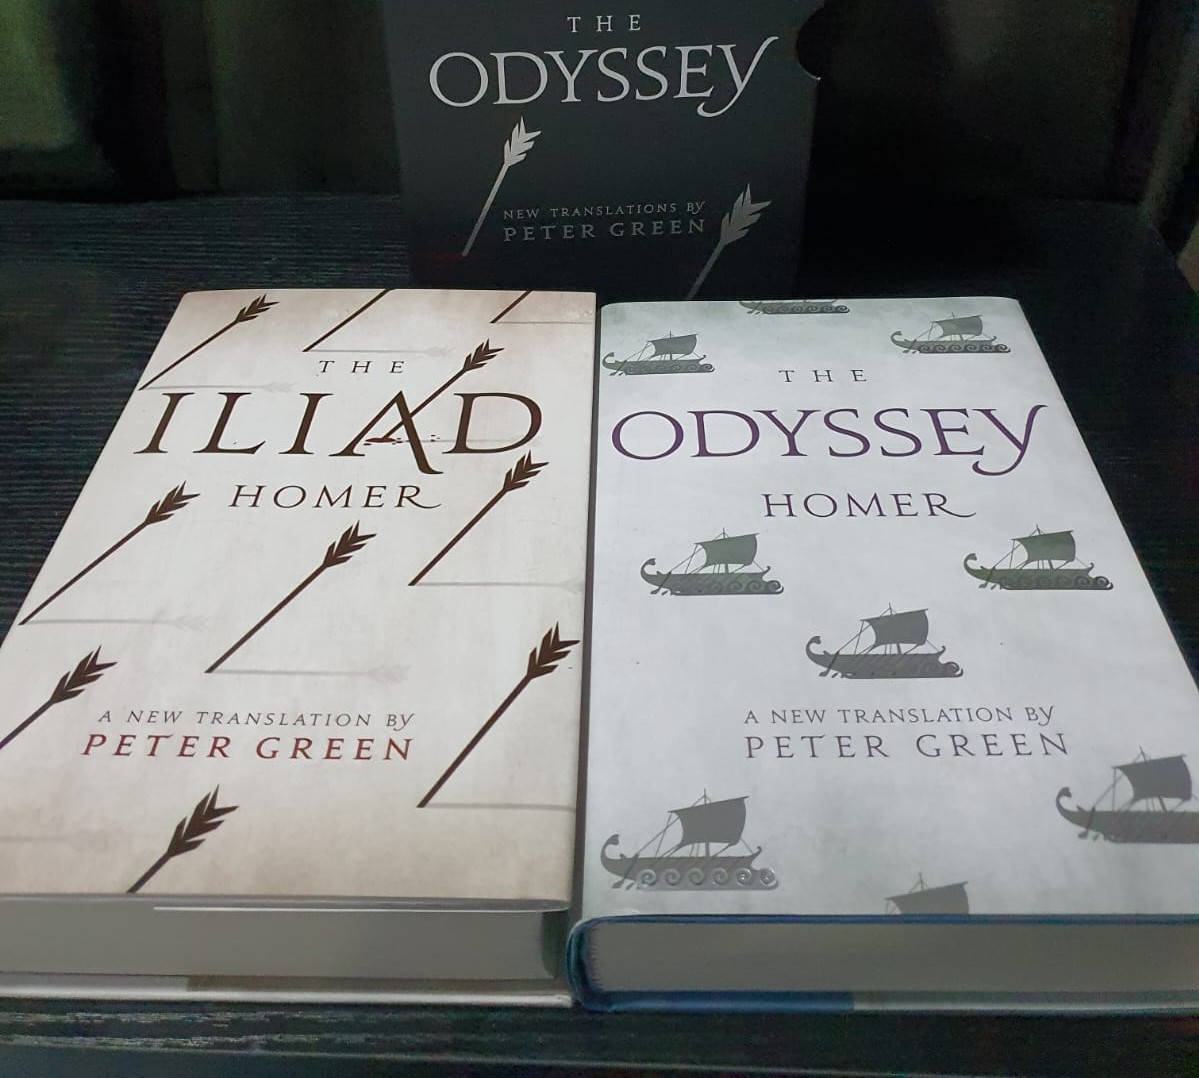 THE
ODYSSEY
NEW TRANSLATIONS BY
PETER GREEN
THE
ILIAD
HOMER
A NEW TRANSLATION BY
PETER GREEN
THE
ODYSSEY
HOMER
A NEW TRANSLATION BY
PETER GREEN